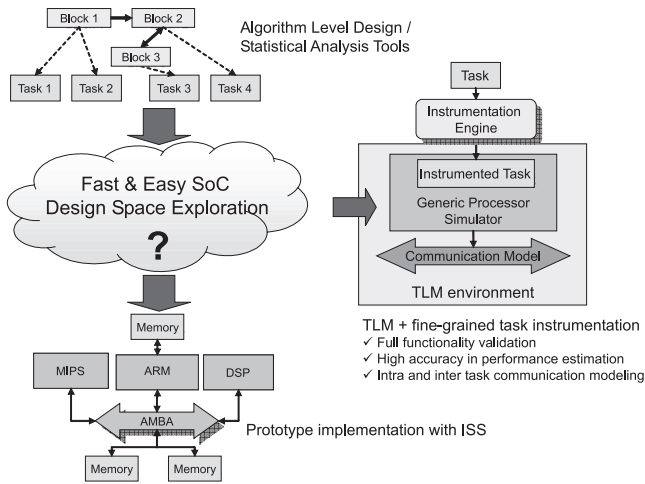 Block 1
Block 2
Block 3
Task 1
Task 2
Task 3
Task 4
Algorithm Level Design /
Statistical Analysis Tools
Fast & Easy SoC
Design Space Exploration
?
Memory
MIPS
ARM
DSP
AMBA
Memory
Memory
Prototype implementation with ISS
Task
Instrumentation
Engine
Instrumented Task
Generic Processor
Simulator
Communication Model
TLM environment
TLM + fine-grained task instrumentation
✓ Full functionality validation
✓ High accuracy in performance estimation
✓ Intra and inter task communication modeling